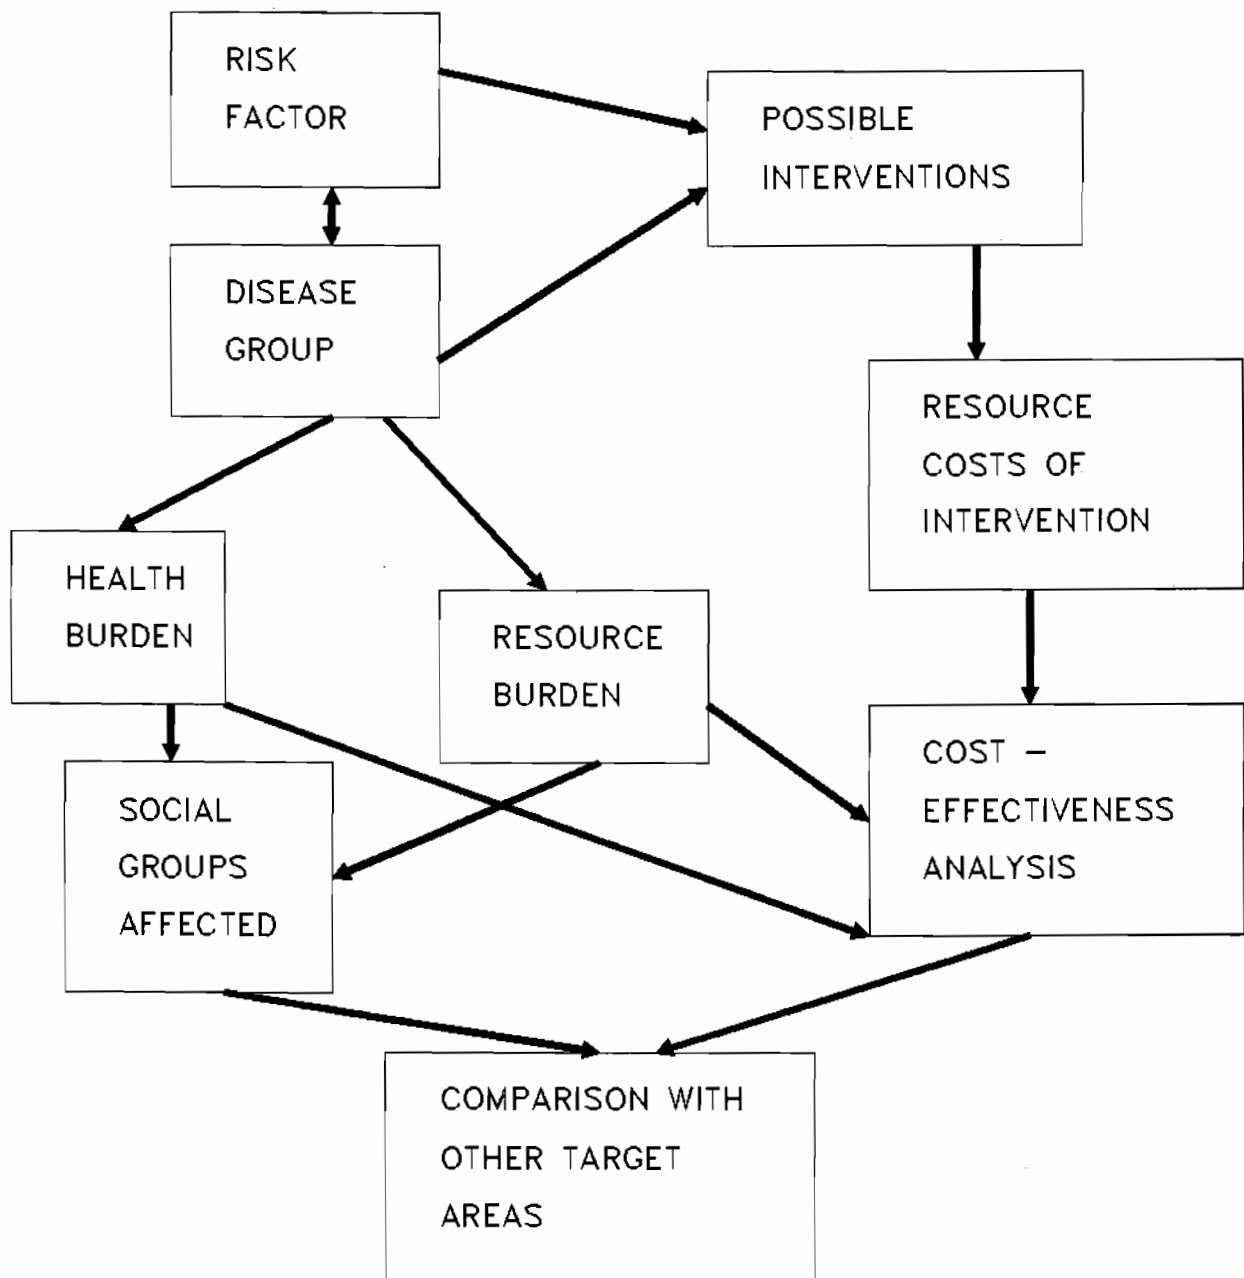 RISK
FACTOR
POSSIBLE
INTERVENTIONS
DISEASE
GROUP
RESOURCE
COSTS OF
INTERVENTION
HEALTH
BURDEN
RESOURCE
BURDEN
COST –
EFFECTIVENESS
ANALYSIS
SOCIAL
GROUPS
AFFECTED
COMPARISON WITH
OTHER TARGET
AREAS